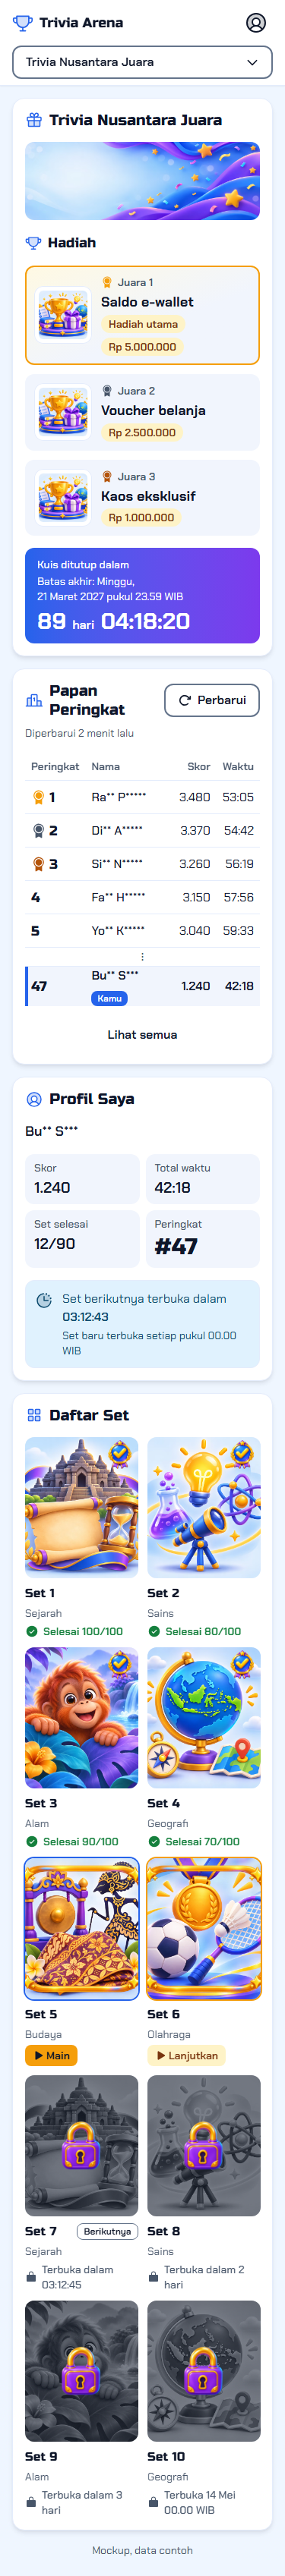 Trivia Arena
Trivia Nusantara Juara
Trivia Nusantara Juara
Hadiah
Juara 1
Saldo e-wallet
Hadiah utama
Rp 5.000.000
Juara 2
Voucher belanja
Rp 2.500.000
Juara 3
Kaos eksklusif
Rp 1.000.000
Kuis ditutup dalam
Batas akhir: Minggu,
21 Maret 2027 pukul 23.59 WIB
89 hari 04:18:20
Papan
Peringkat
Perbarui
Diperbarui 2 menit lalu
Peringkat Nama Skor Waktu
1 Ra** P***** 3.480 53:05
2 Di** A***** 3.370 54:42
3 Si** N***** 3.260 56:19
4 Fa** H***** 3.150 57:56
5 Yo** K***** 3.040 59:33
⋮
47 Bu** S*** 1.240 42:18
Kamu
Lihat semua
Profil Saya
Bu** S***
Skor Total waktu
1.240 42:18
Set selesai Peringkat
12/90 #47
Set berikutnya terbuka dalam
03:12:43
Set baru terbuka setiap pukul 00.00
WIB
Daftar Set
Set 1
Sejarah
Selesai 100/100
Set 2
Sains
Selesai 80/100
Set 3
Alam
Selesai 90/100
Set 4
Geografi
Selesai 70/100
Set 5
Budaya
Main
Set 6
Olahraga
Lanjutkan
Set 7 Berikutnya
Sejarah
Terbuka dalam
03:12:45
Set 8
Sains
Terbuka dalam 2
hari
Set 9
Alam
Terbuka dalam 3
hari
Set 10
Geografi
Terbuka 14 Mei
00.00 WIB
Mockup, data contoh